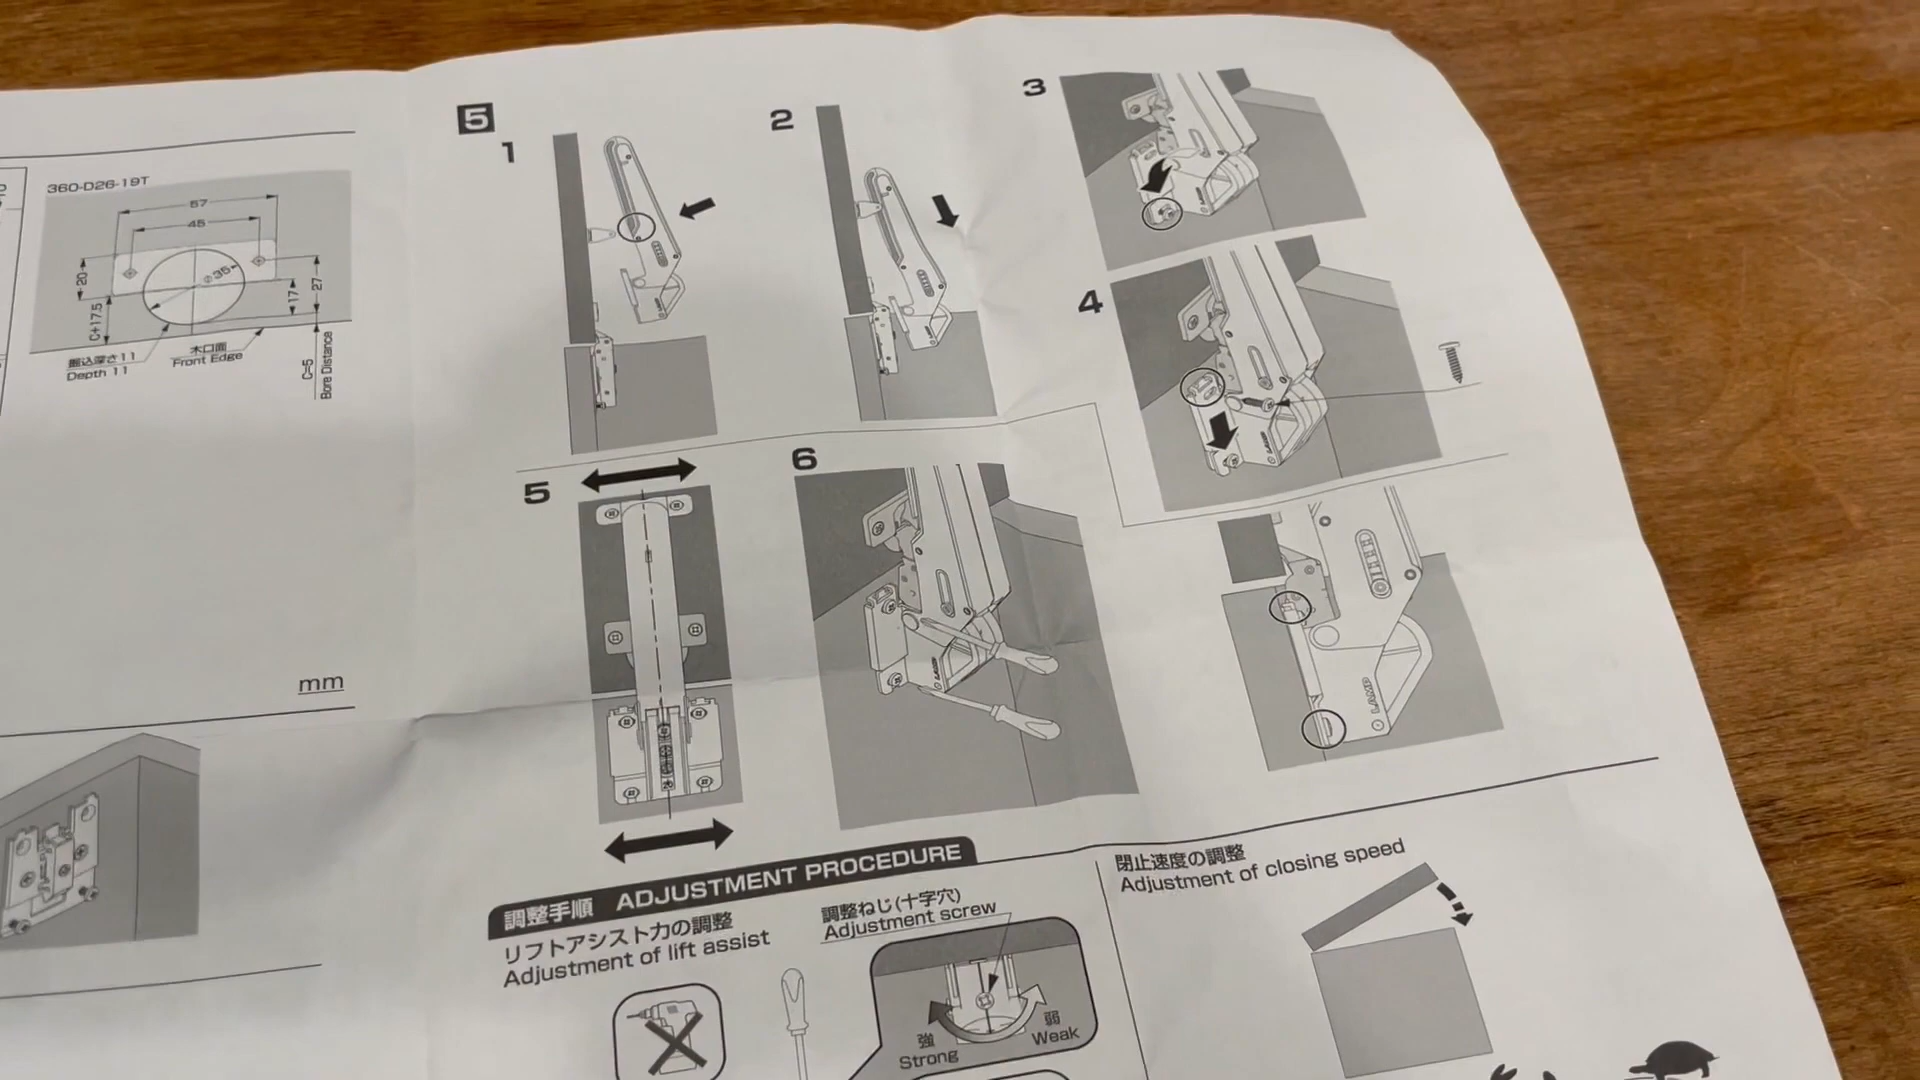 360-D26-19T
57
45
20
φ35
17
27
C+17.5
掘込深さ11
Depth 11
木口面
Front Edge
C=5
Bore Distance
mm
5
1
2
3
4
5
6
LAMP
調整手順 ADJUSTMENT PROCEDURE
リフトアシスト力の調整
Adjustment of lift assist
調整ねじ(十字穴)
Adjustment screw
強
Strong
弱
Weak
閉止速度の調整
Adjustment of closing speed